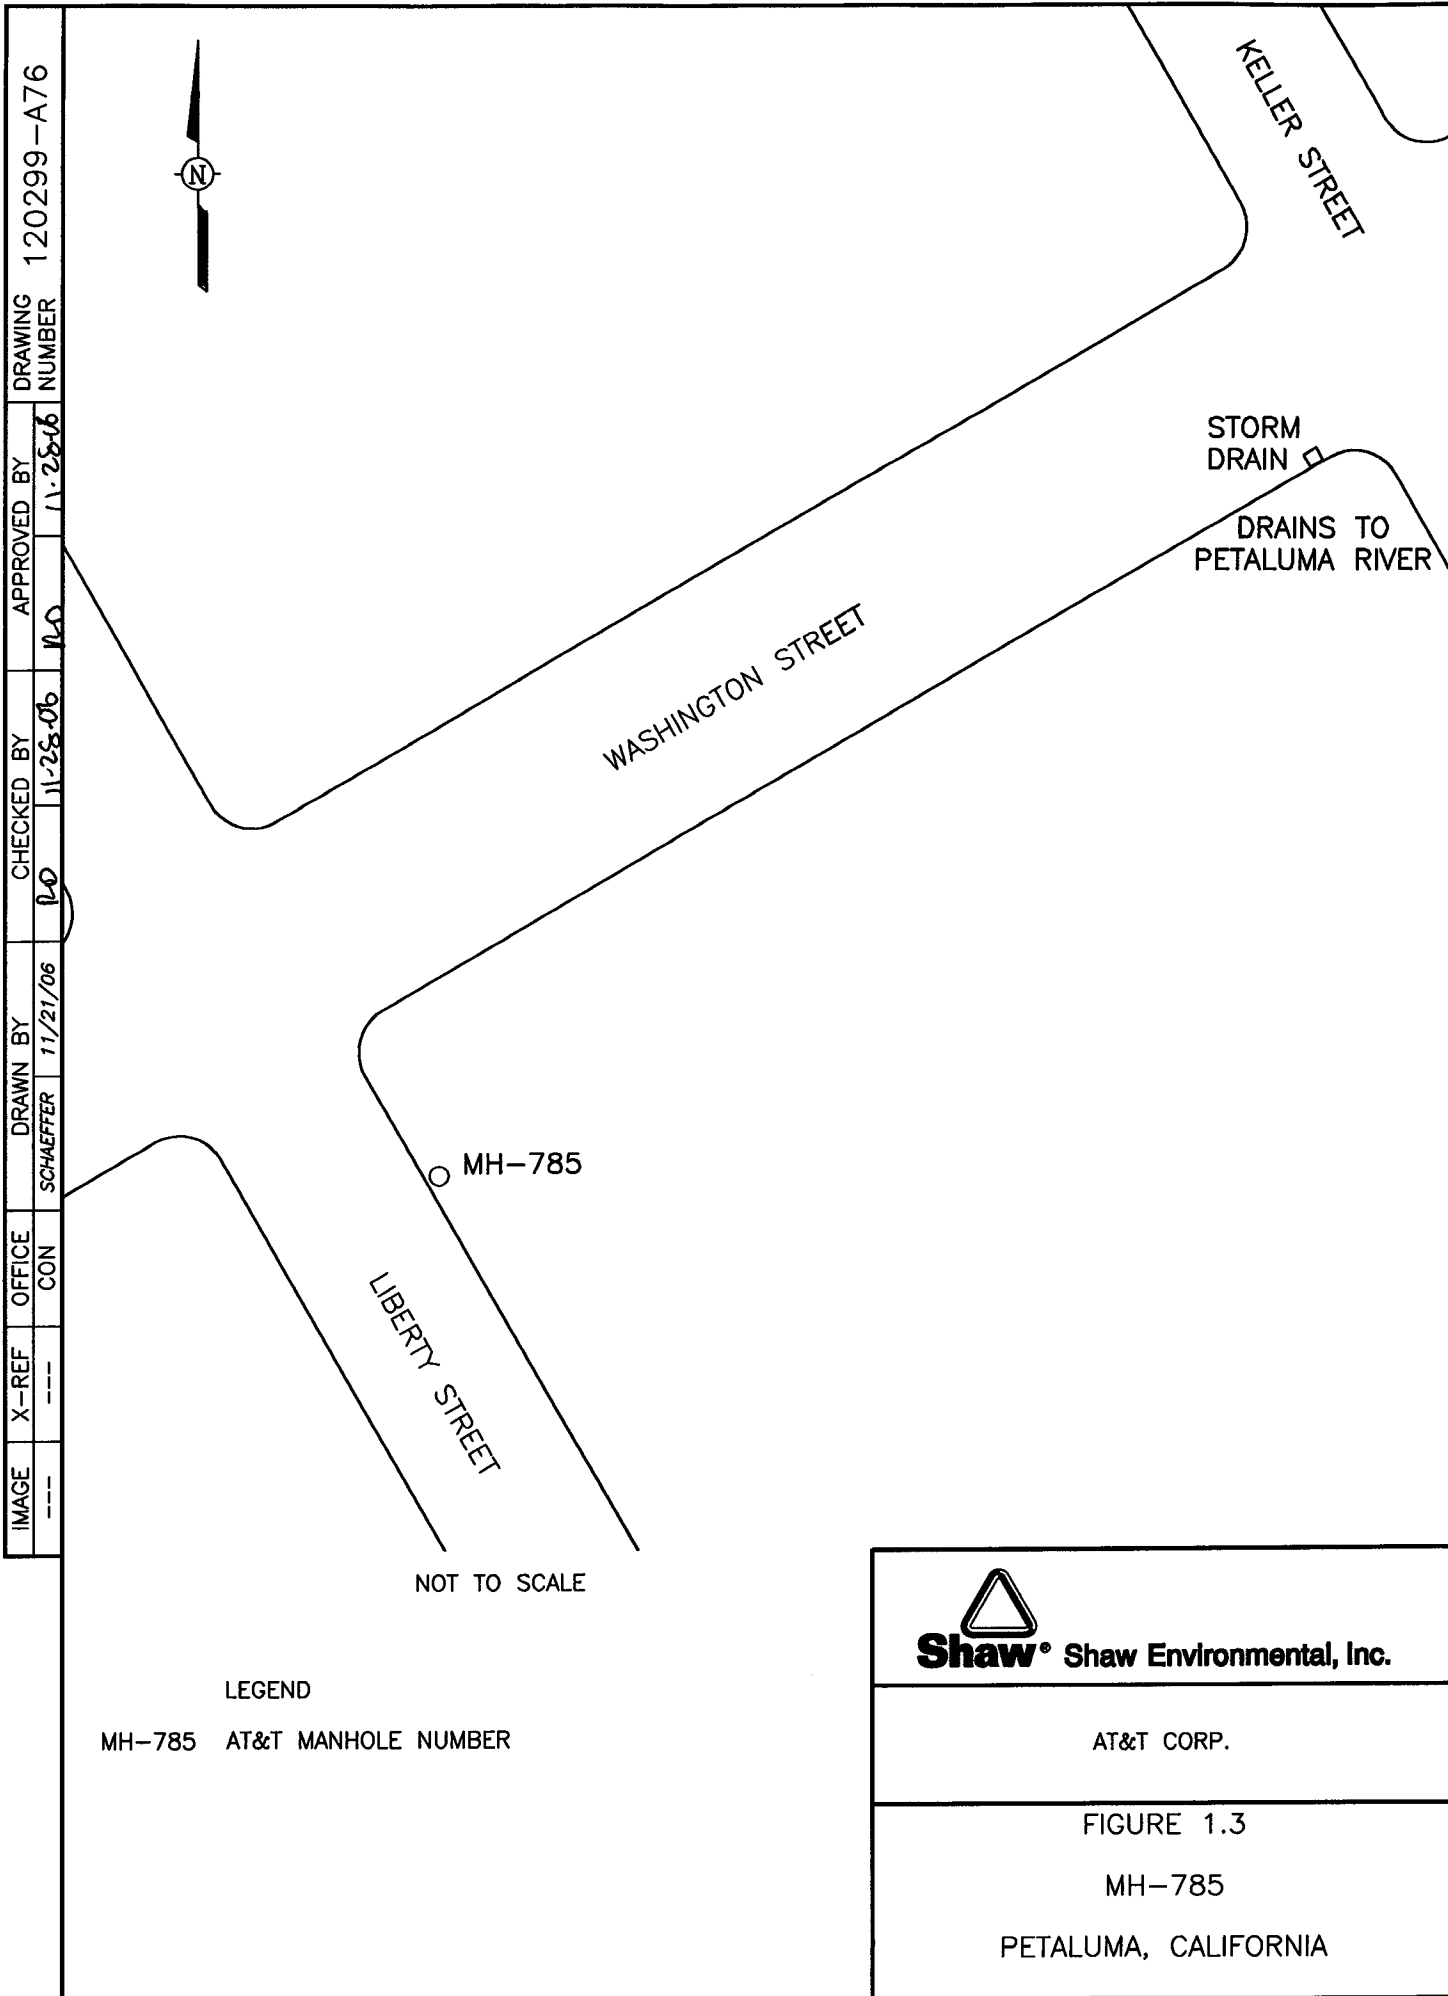 DRAWING NUMBER 120299-A76
APPROVED BY
RO 11-28-06
CHECKED BY
RO 11-28-06
DRAWN BY
SCHAEFFER 11/21/06
OFFICE
CON
X-REF
---
IMAGE
---
N
KELLER STREET
STORM
DRAIN
DRAINS TO
PETALUMA RIVER
WASHINGTON STREET
MH-785
LIBERTY STREET
NOT TO SCALE
LEGEND
MH-785 AT&T MANHOLE NUMBER
Shaw® Shaw Environmental, Inc.
AT&T CORP.
FIGURE 1.3
MH-785
PETALUMA, CALIFORNIA